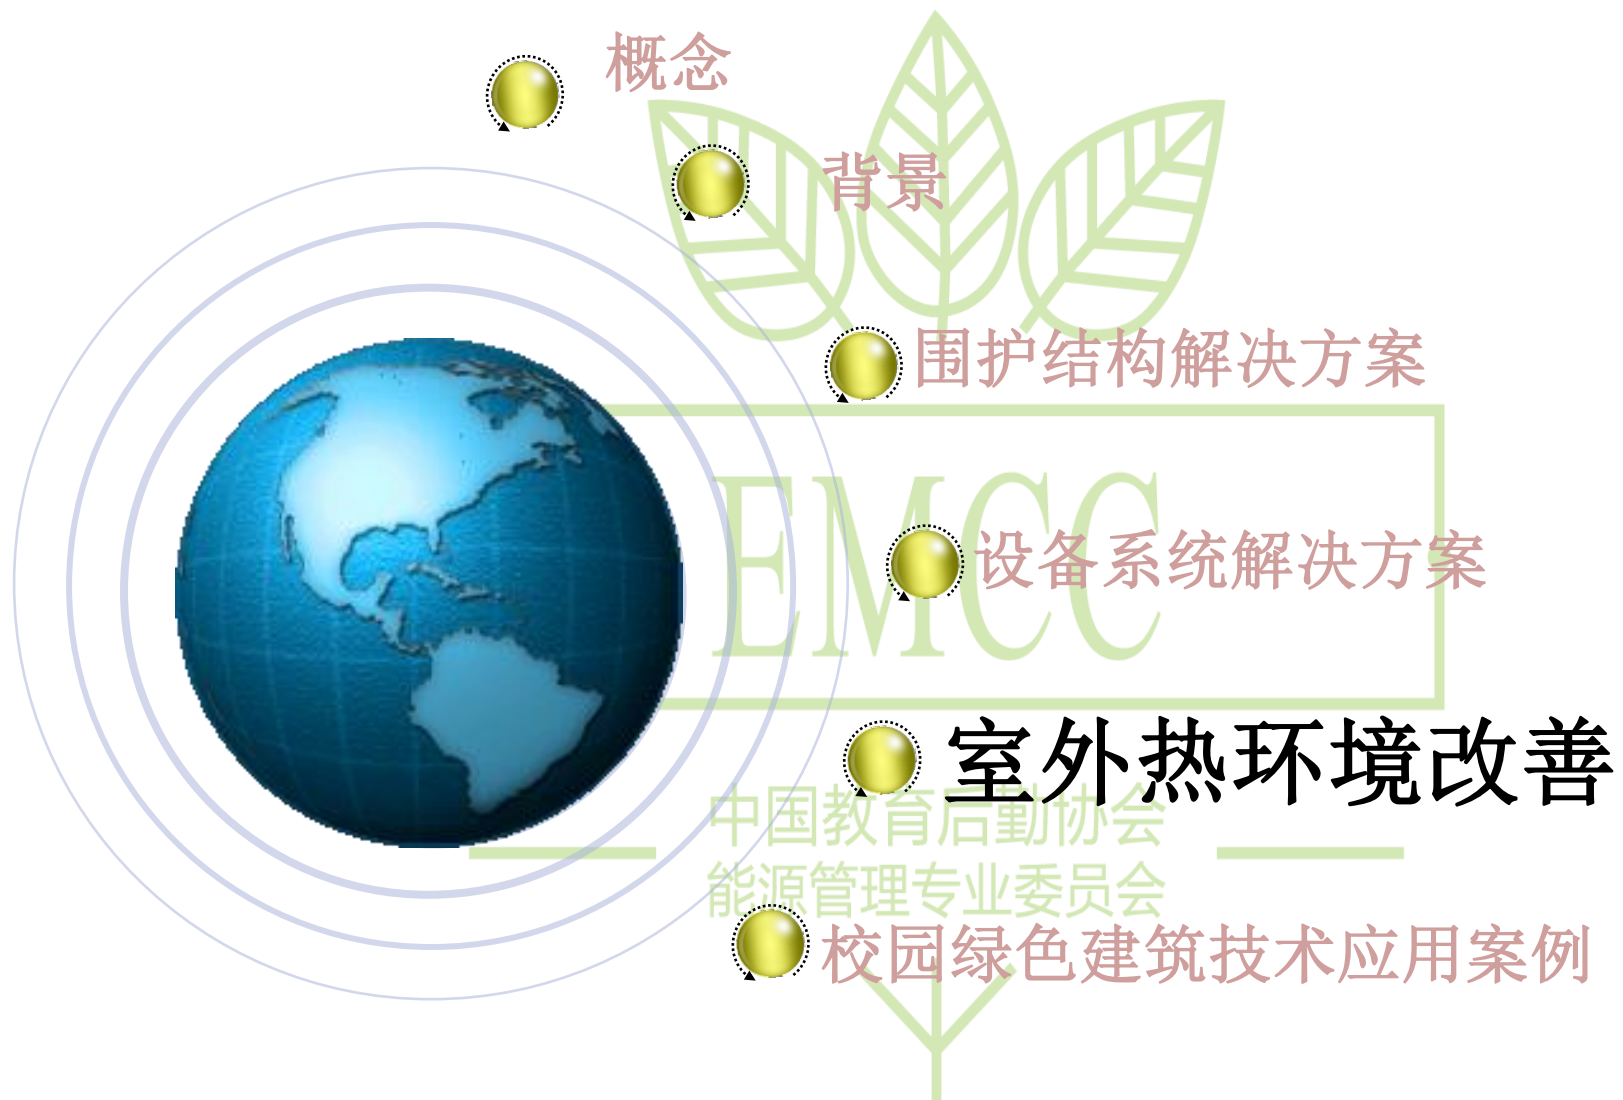 概念
背景
围护结构解决方案
EMCC
设备系统解决方案
室外热环境改善
中国教育后勤协会
能源管理专业委员会
校园绿色建筑技术应用案例